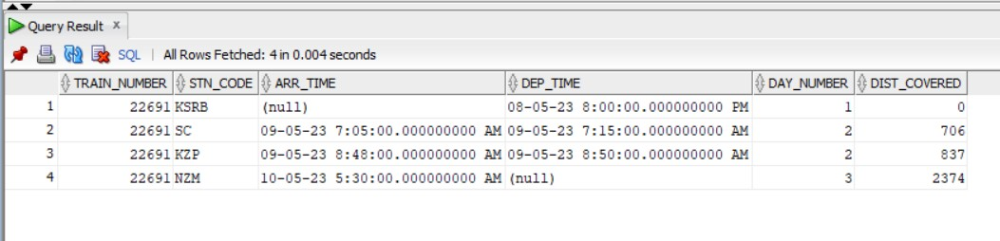 Query Result x
SQL | All Rows Fetched: 4 in 0.004 seconds
TRAIN_NUMBER STN_CODE ARR_TIME DEP_TIME DAY_NUMBER DIST_COVERED
1 22691 KSRB (null) 08-05-23 8:00:00.000000000 PM 1 0
2 22691 SC 09-05-23 7:05:00.000000000 AM 09-05-23 7:15:00.000000000 AM 2 706
3 22691 KZP 09-05-23 8:48:00.000000000 AM 09-05-23 8:50:00.000000000 AM 2 837
4 22691 NZM 10-05-23 5:30:00.000000000 AM (null) 3 2374